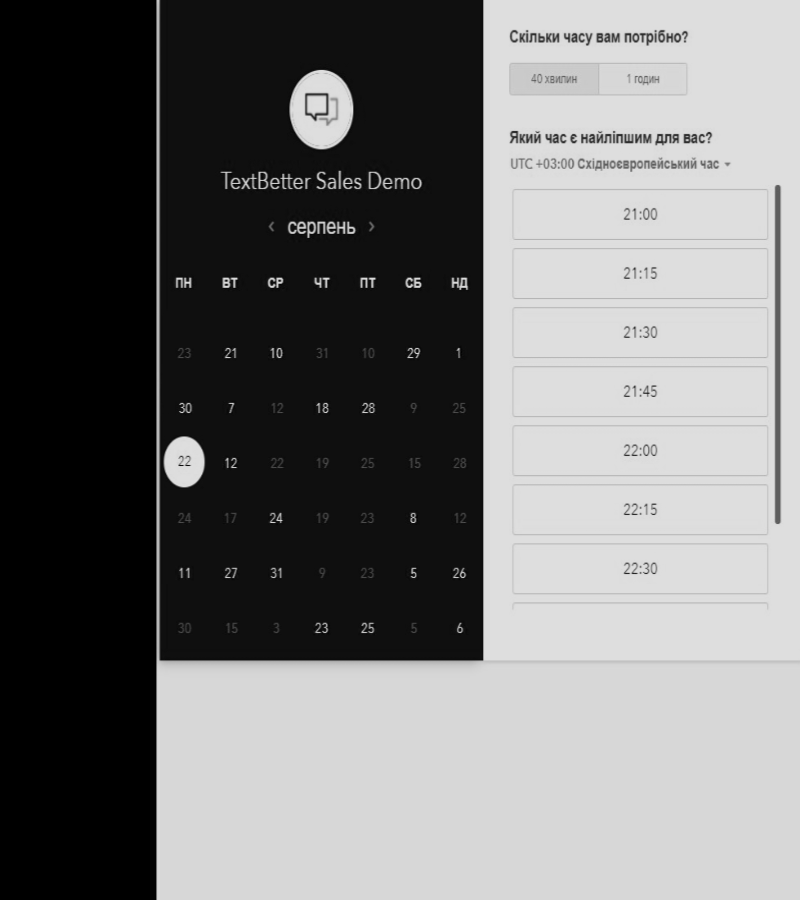 TextBetter Sales Demo
‹ серпень ›
ПН ВТ СР ЧТ ПТ СБ НД
23 21 10 31 10 29 1
30 7 12 18 28 9 25
22 12 22 19 25 15 28
24 17 24 19 23 8 12
11 27 31 9 23 5 26
30 15 3 23 25 5 6
Скільки часу вам потрібно?
40 хвилин 1 годин
Який час є найліпшим для вас?
UTC +03:00 Східноєвропейський час
21:00
21:15
21:30
21:45
22:00
22:15
22:30